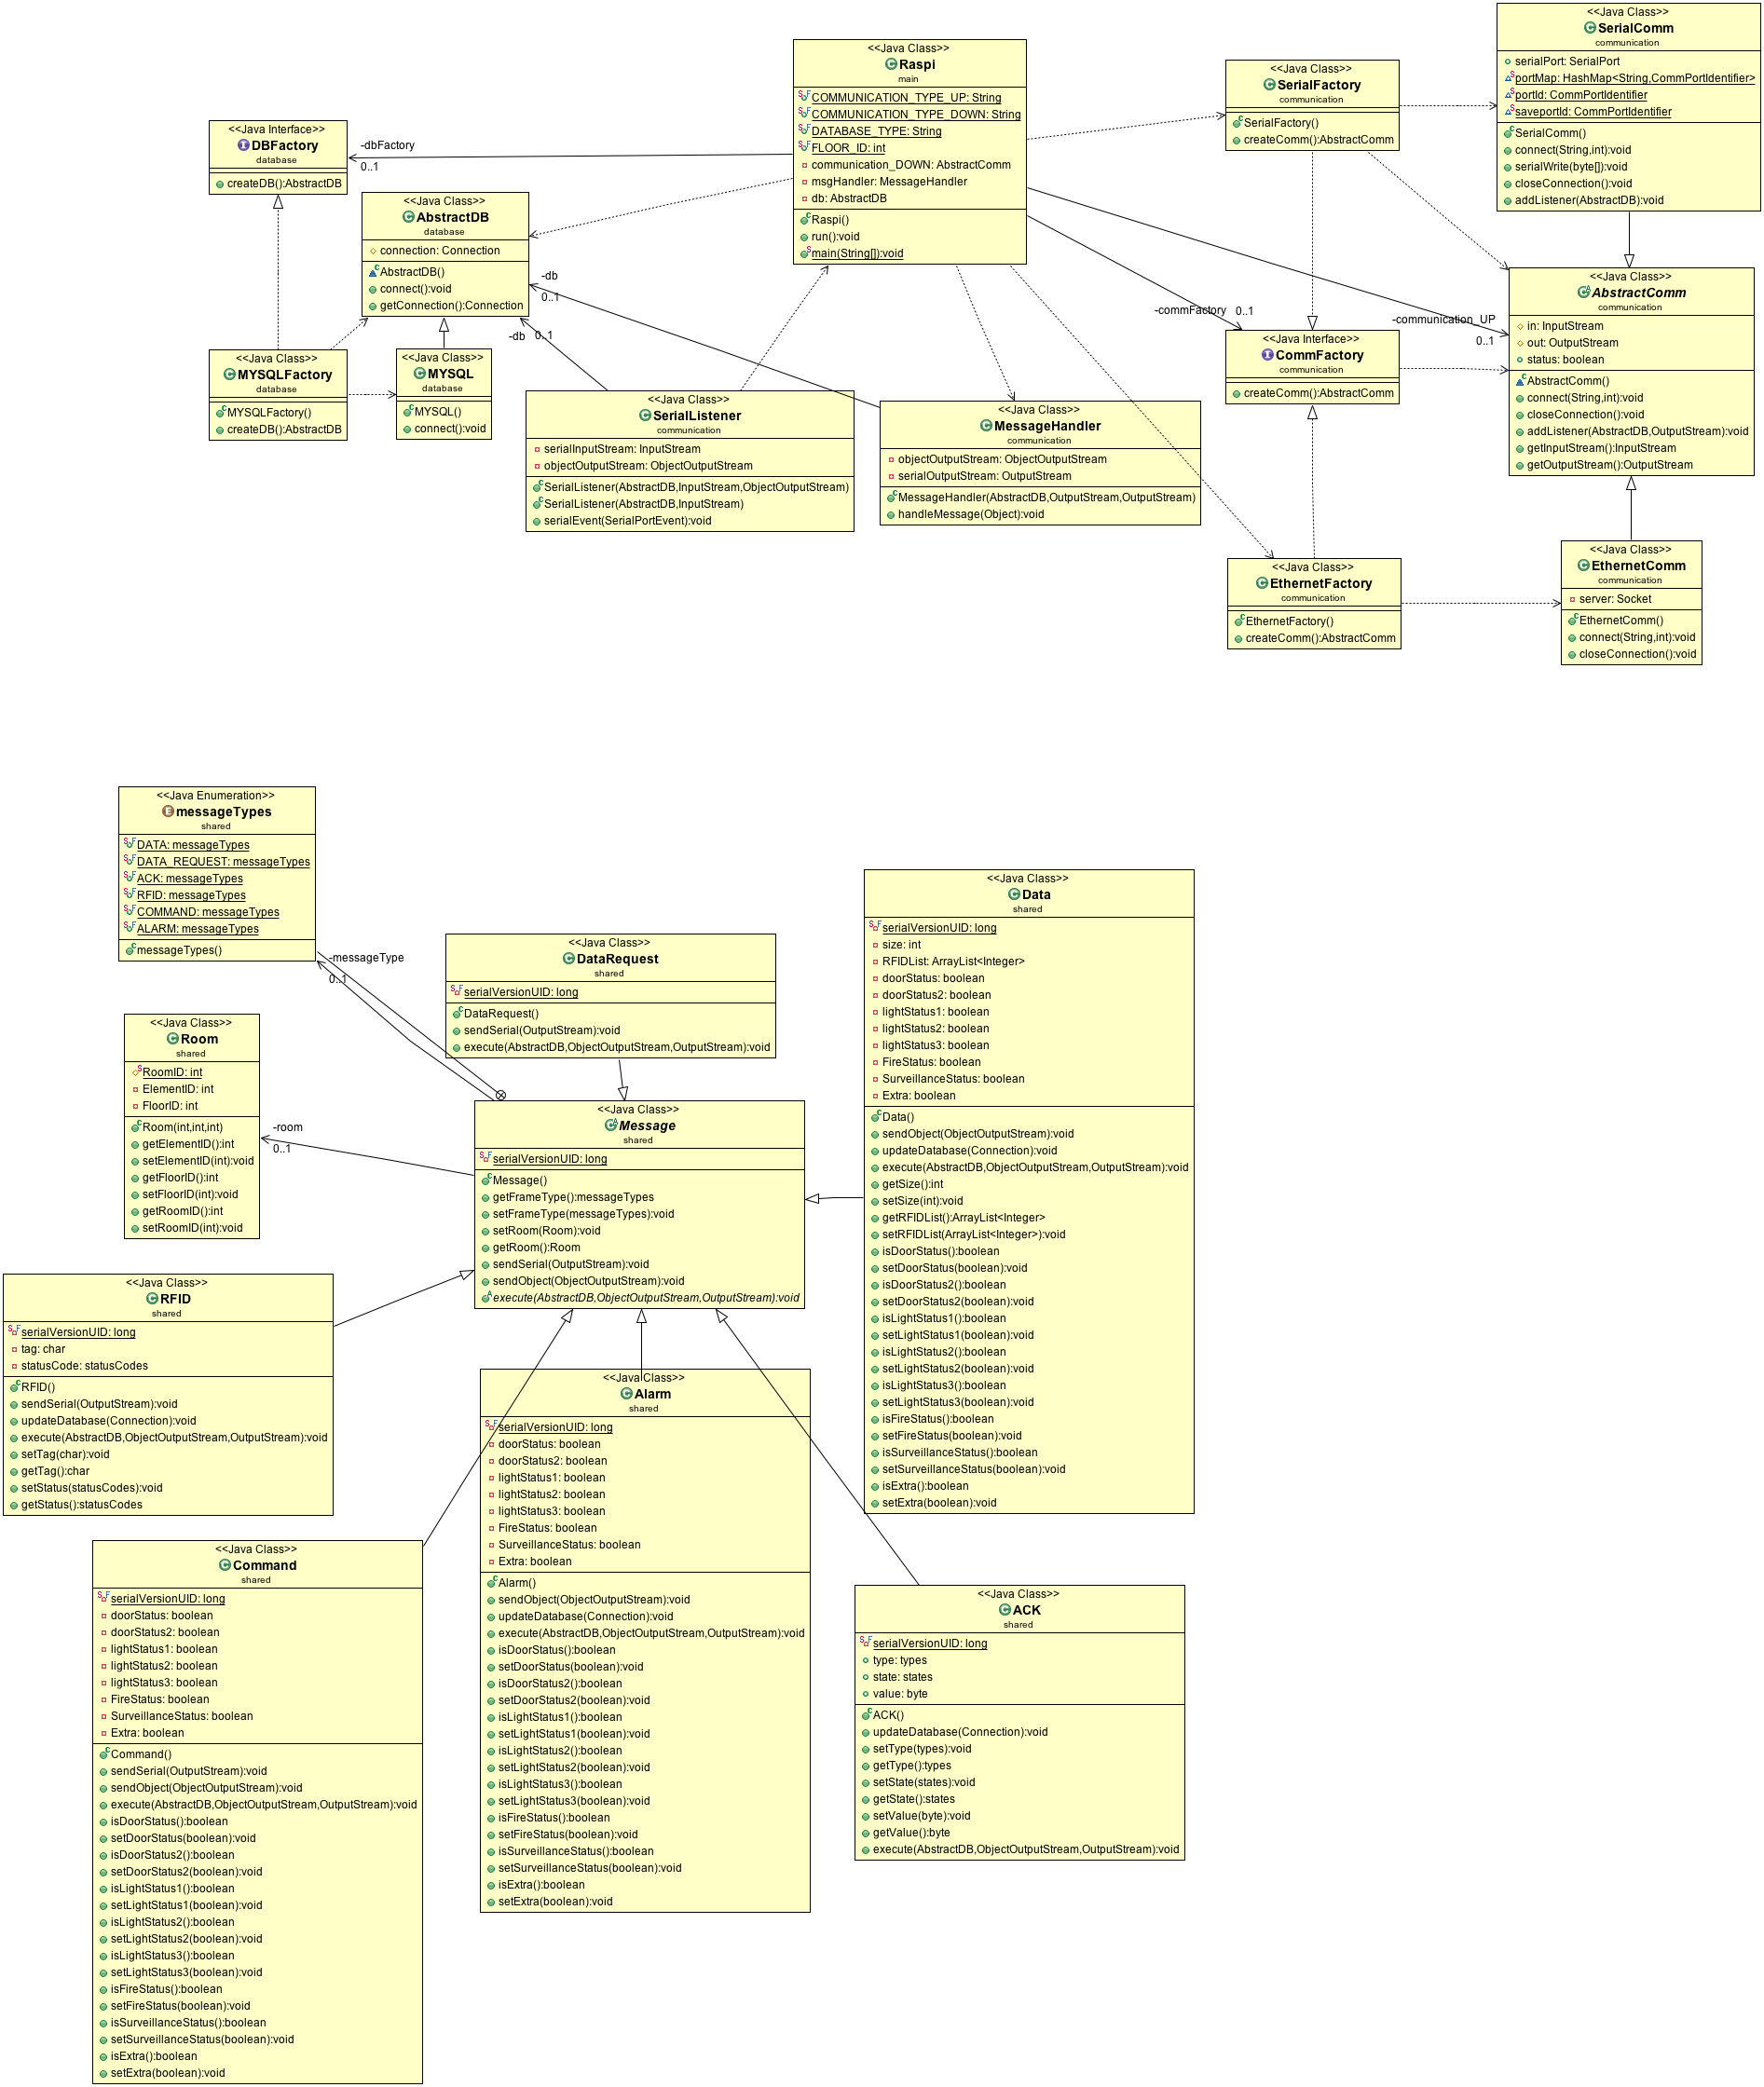 <<Java Class>>
SerialComm
communication
serialPort: SerialPort
portMap: HashMap<String,CommPortIdentifier>
portId: CommPortIdentifier
saveportId: CommPortIdentifier
SerialComm()
connect(String,int):void
serialWrite(byte[]):void
closeConnection():void
addListener(AbstractDB):void
<<Java Class>>
Raspi
main
COMMUNICATION_TYPE_UP: String
COMMUNICATION_TYPE_DOWN: String
DATABASE_TYPE: String
FLOOR_ID: int
communication_DOWN: AbstractComm
msgHandler: MessageHandler
db: AbstractDB
Raspi()
run():void
main(String[]):void
<<Java Class>>
SerialFactory
communication
SerialFactory()
createComm():AbstractComm
<<Java Interface>>
DBFactory
database
createDB():AbstractDB
-dbFactory
0..1
<<Java Class>>
AbstractDB
database
connection: Connection
AbstractDB()
connect():void
getConnection():Connection
-db
0..1
-db
0..1
<<Java Class>>
AbstractComm
communication
in: InputStream
out: OutputStream
status: boolean
AbstractComm()
connect(String,int):void
closeConnection():void
addListener(AbstractDB,OutputStream):void
getInputStream():InputStream
getOutputStream():OutputStream
-commFactory
0..1
-communication_UP
0..1
<<Java Interface>>
CommFactory
communication
createComm():AbstractComm
<<Java Class>>
MYSQLFactory
database
MYSQLFactory()
createDB():AbstractDB
<<Java Class>>
MYSQL
database
MYSQL()
connect():void
<<Java Class>>
SerialListener
communication
serialInputStream: InputStream
objectOutputStream: ObjectOutputStream
SerialListener(AbstractDB,InputStream,ObjectOutputStream)
SerialListener(AbstractDB,InputStream)
serialEvent(SerialPortEvent):void
<<Java Class>>
MessageHandler
communication
objectOutputStream: ObjectOutputStream
serialOutputStream: OutputStream
MessageHandler(AbstractDB,OutputStream,OutputStream)
handleMessage(Object):void
<<Java Class>>
EthernetFactory
communication
EthernetFactory()
createComm():AbstractComm
<<Java Class>>
EthernetComm
communication
server: Socket
EthernetComm()
connect(String,int):void
closeConnection():void
<<Java Enumeration>>
messageTypes
shared
DATA: messageTypes
DATA_REQUEST: messageTypes
ACK: messageTypes
RFID: messageTypes
COMMAND: messageTypes
ALARM: messageTypes
messageTypes()
-messageType
0..1
<<Java Class>>
DataRequest
shared
serialVersionUID: long
DataRequest()
sendSerial(OutputStream):void
execute(AbstractDB,ObjectOutputStream,OutputStream):void
<<Java Class>>
Data
shared
serialVersionUID: long
size: int
RFIDList: ArrayList<Integer>
doorStatus: boolean
doorStatus2: boolean
lightStatus1: boolean
lightStatus2: boolean
lightStatus3: boolean
FireStatus: boolean
SurveillanceStatus: boolean
Extra: boolean
Data()
sendObject(ObjectOutputStream):void
updateDatabase(Connection):void
execute(AbstractDB,ObjectOutputStream,OutputStream):void
getSize():int
setSize(int):void
getRFIDList():ArrayList<Integer>
setRFIDList(ArrayList<Integer>):void
isDoorStatus():boolean
setDoorStatus(boolean):void
isDoorStatus2():boolean
setDoorStatus2(boolean):void
isLightStatus1():boolean
setLightStatus1(boolean):void
isLightStatus2():boolean
setLightStatus2(boolean):void
isLightStatus3():boolean
setLightStatus3(boolean):void
isFireStatus():boolean
setFireStatus(boolean):void
isSurveillanceStatus():boolean
setSurveillanceStatus(boolean):void
isExtra():boolean
setExtra(boolean):void
<<Java Class>>
Room
shared
RoomID: int
ElementID: int
FloorID: int
Room(int,int,int)
getElementID():int
setElementID(int):void
getFloorID():int
setFloorID(int):void
getRoomID():int
setRoomID(int):void
-room
0..1
<<Java Class>>
Message
shared
serialVersionUID: long
Message()
getFrameType():messageTypes
setFrameType(messageTypes):void
setRoom(Room):void
getRoom():Room
sendSerial(OutputStream):void
sendObject(ObjectOutputStream):void
execute(AbstractDB,ObjectOutputStream,OutputStream):void
<<Java Class>>
RFID
shared
serialVersionUID: long
tag: char
statusCode: statusCodes
RFID()
sendSerial(OutputStream):void
updateDatabase(Connection):void
execute(AbstractDB,ObjectOutputStream,OutputStream):void
setTag(char):void
getTag():char
setStatus(statusCodes):void
getStatus():statusCodes
<<Java Class>>
Alarm
shared
serialVersionUID: long
doorStatus: boolean
doorStatus2: boolean
lightStatus1: boolean
lightStatus2: boolean
lightStatus3: boolean
FireStatus: boolean
SurveillanceStatus: boolean
Extra: boolean
Alarm()
sendObject(ObjectOutputStream):void
updateDatabase(Connection):void
execute(AbstractDB,ObjectOutputStream,OutputStream):void
isDoorStatus():boolean
setDoorStatus(boolean):void
isDoorStatus2():boolean
setDoorStatus2(boolean):void
isLightStatus1():boolean
setLightStatus1(boolean):void
isLightStatus2():boolean
setLightStatus2(boolean):void
isLightStatus3():boolean
setLightStatus3(boolean):void
isFireStatus():boolean
setFireStatus(boolean):void
isSurveillanceStatus():boolean
setSurveillanceStatus(boolean):void
isExtra():boolean
setExtra(boolean):void
<<Java Class>>
Command
shared
serialVersionUID: long
doorStatus: boolean
doorStatus2: boolean
lightStatus1: boolean
lightStatus2: boolean
lightStatus3: boolean
FireStatus: boolean
SurveillanceStatus: boolean
Extra: boolean
Command()
sendSerial(OutputStream):void
sendObject(ObjectOutputStream):void
execute(AbstractDB,ObjectOutputStream,OutputStream):void
isDoorStatus():boolean
setDoorStatus(boolean):void
isDoorStatus2():boolean
setDoorStatus2(boolean):void
isLightStatus1():boolean
setLightStatus1(boolean):void
isLightStatus2():boolean
setLightStatus2(boolean):void
isLightStatus3():boolean
setLightStatus3(boolean):void
isFireStatus():boolean
setFireStatus(boolean):void
isSurveillanceStatus():boolean
setSurveillanceStatus(boolean):void
isExtra():boolean
setExtra(boolean):void
<<Java Class>>
ACK
shared
serialVersionUID: long
type: types
state: states
value: byte
ACK()
updateDatabase(Connection):void
setType(types):void
getType():types
setState(states):void
getState():states
setValue(byte):void
getValue():byte
execute(AbstractDB,ObjectOutputStream,OutputStream):void